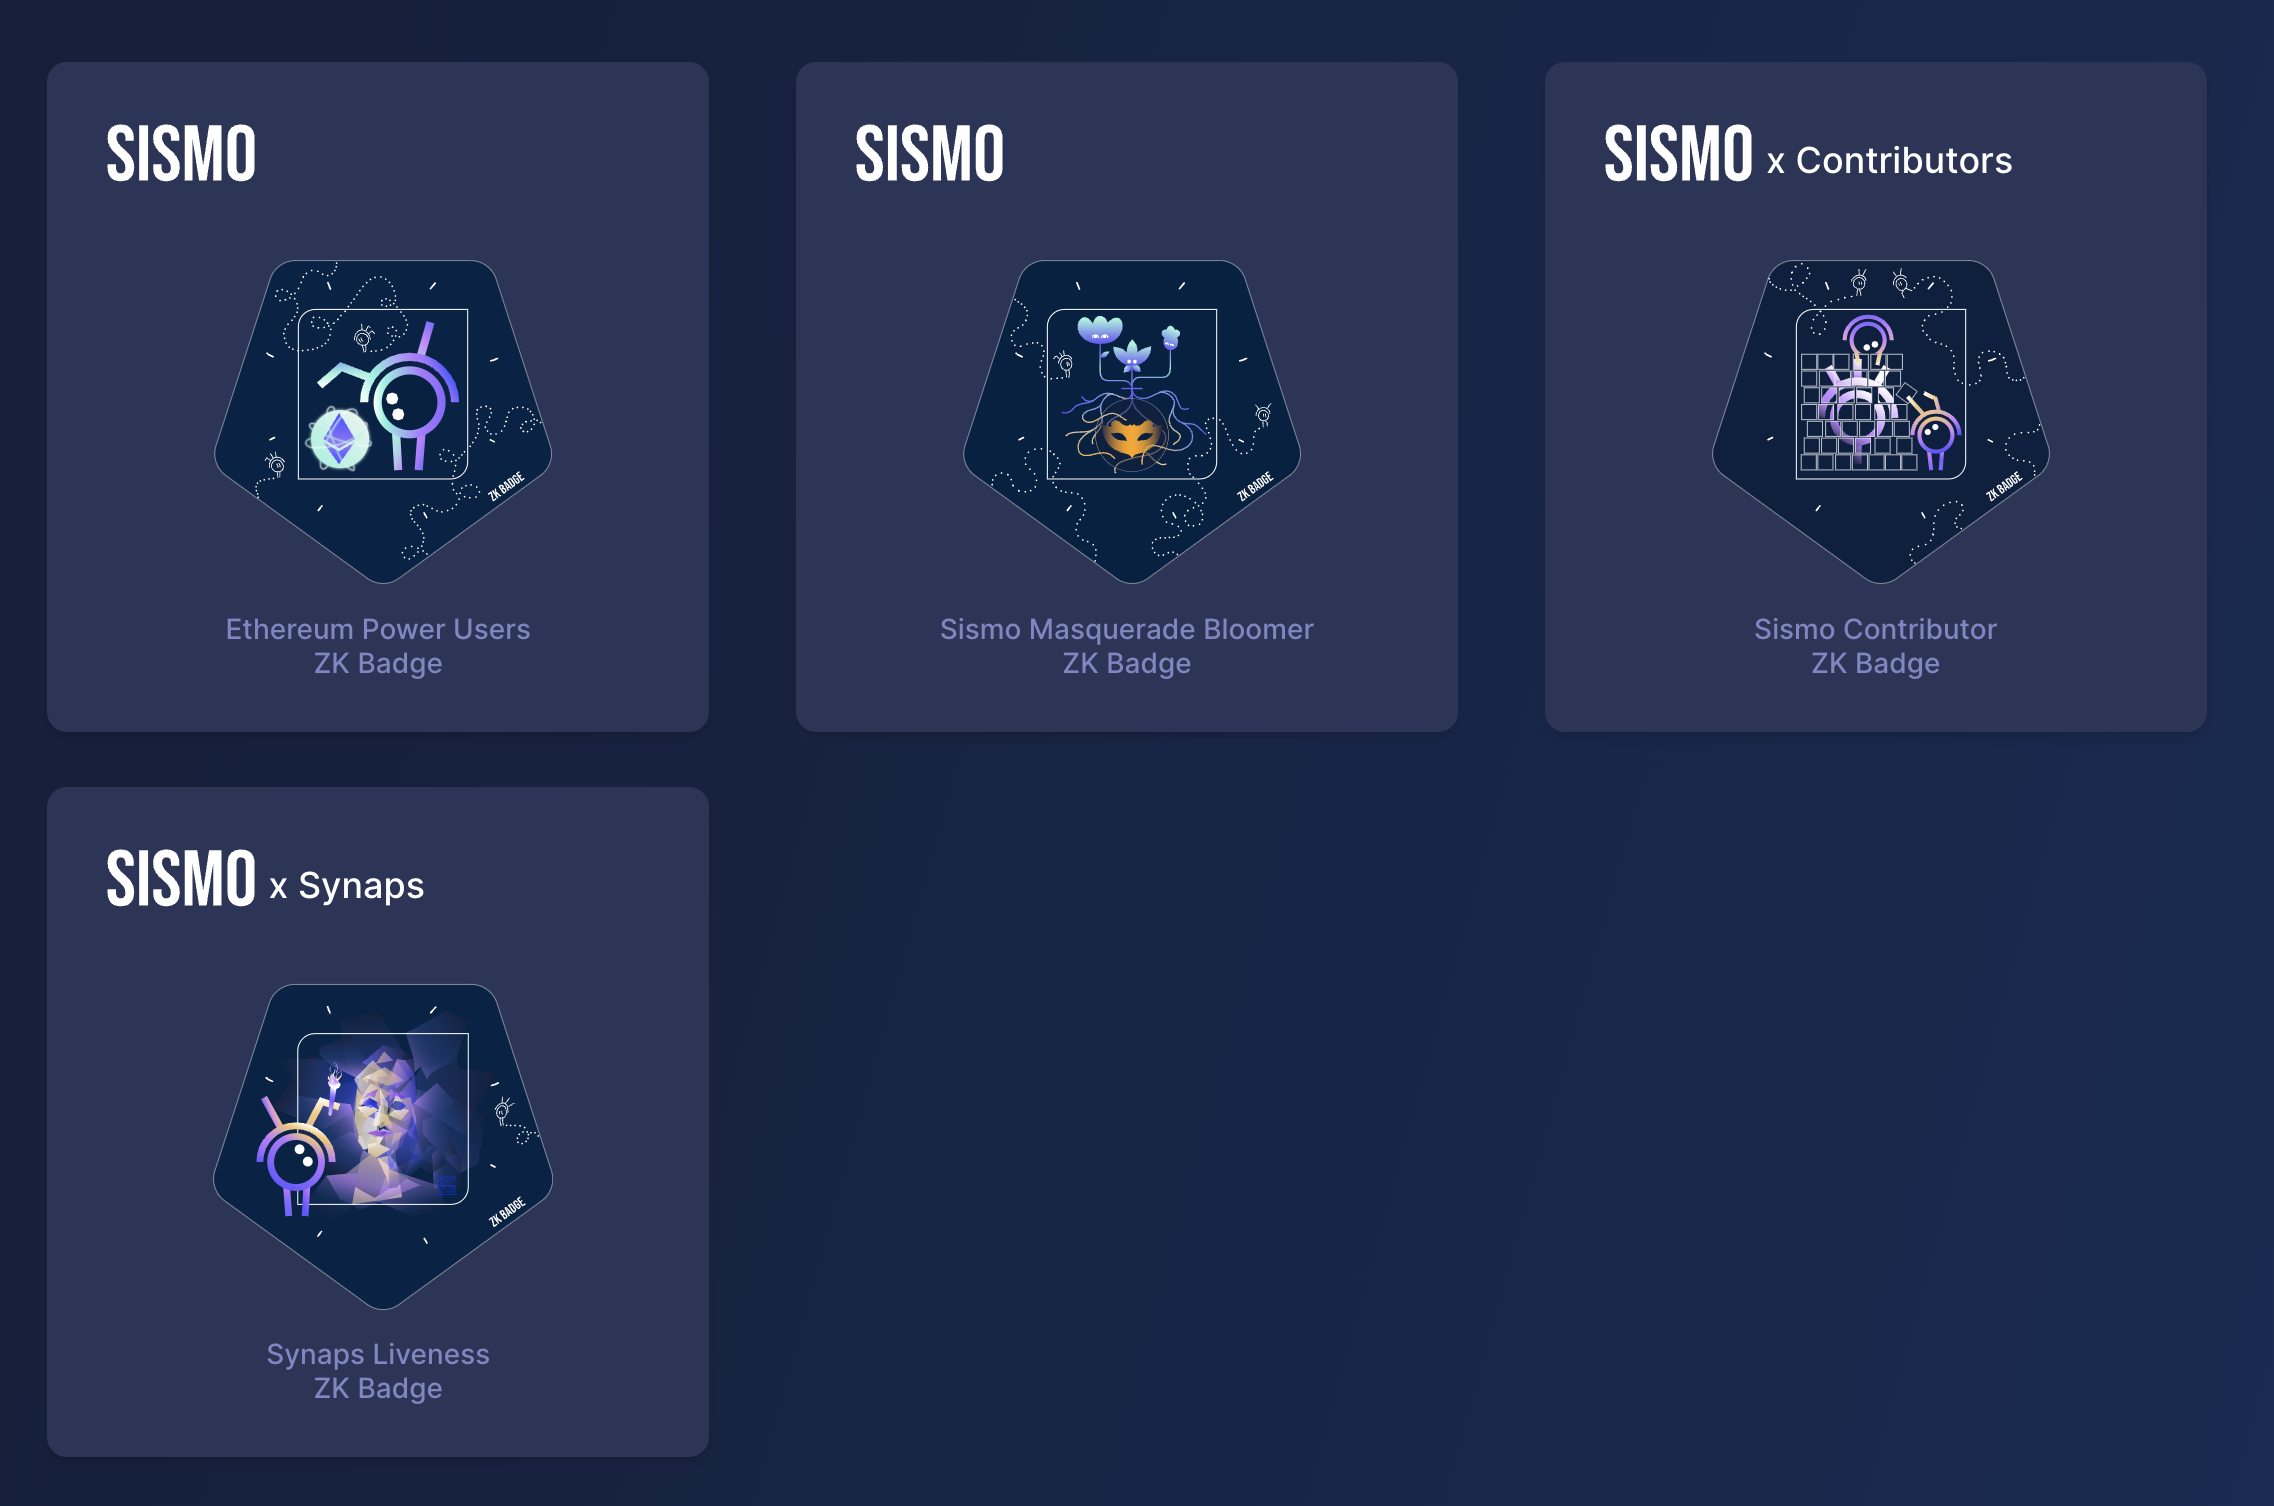 SISMO
ZK BADGE
Ethereum Power Users
ZK Badge
SISMO
ZK BADGE
Sismo Masquerade Bloomer
ZK Badge
SISMO x Contributors
ZK BADGE
Sismo Contributor
ZK Badge
SISMO x Synaps
ZK BADGE
Synaps Liveness
ZK Badge